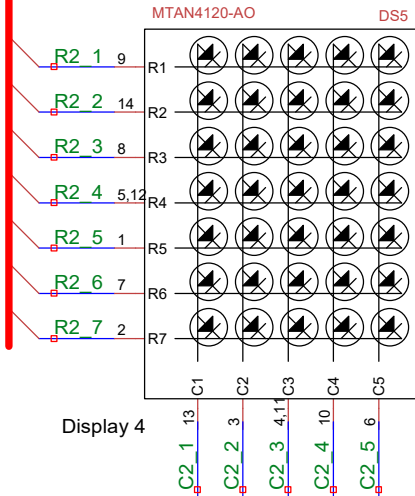 MTAN4120-AO DS5
R2_1 9 R1
R2_2 14 R2
R2_3 8 R3
R2_4 5,12 R4
R2_5 1 R5
R2_6 7 R6
R2_7 2 R7
C1 C2 C3 C4 C5
Display 4
13 3 4,11 10 6
C2_1 C2_2 C2_3 C2_4 C2_5